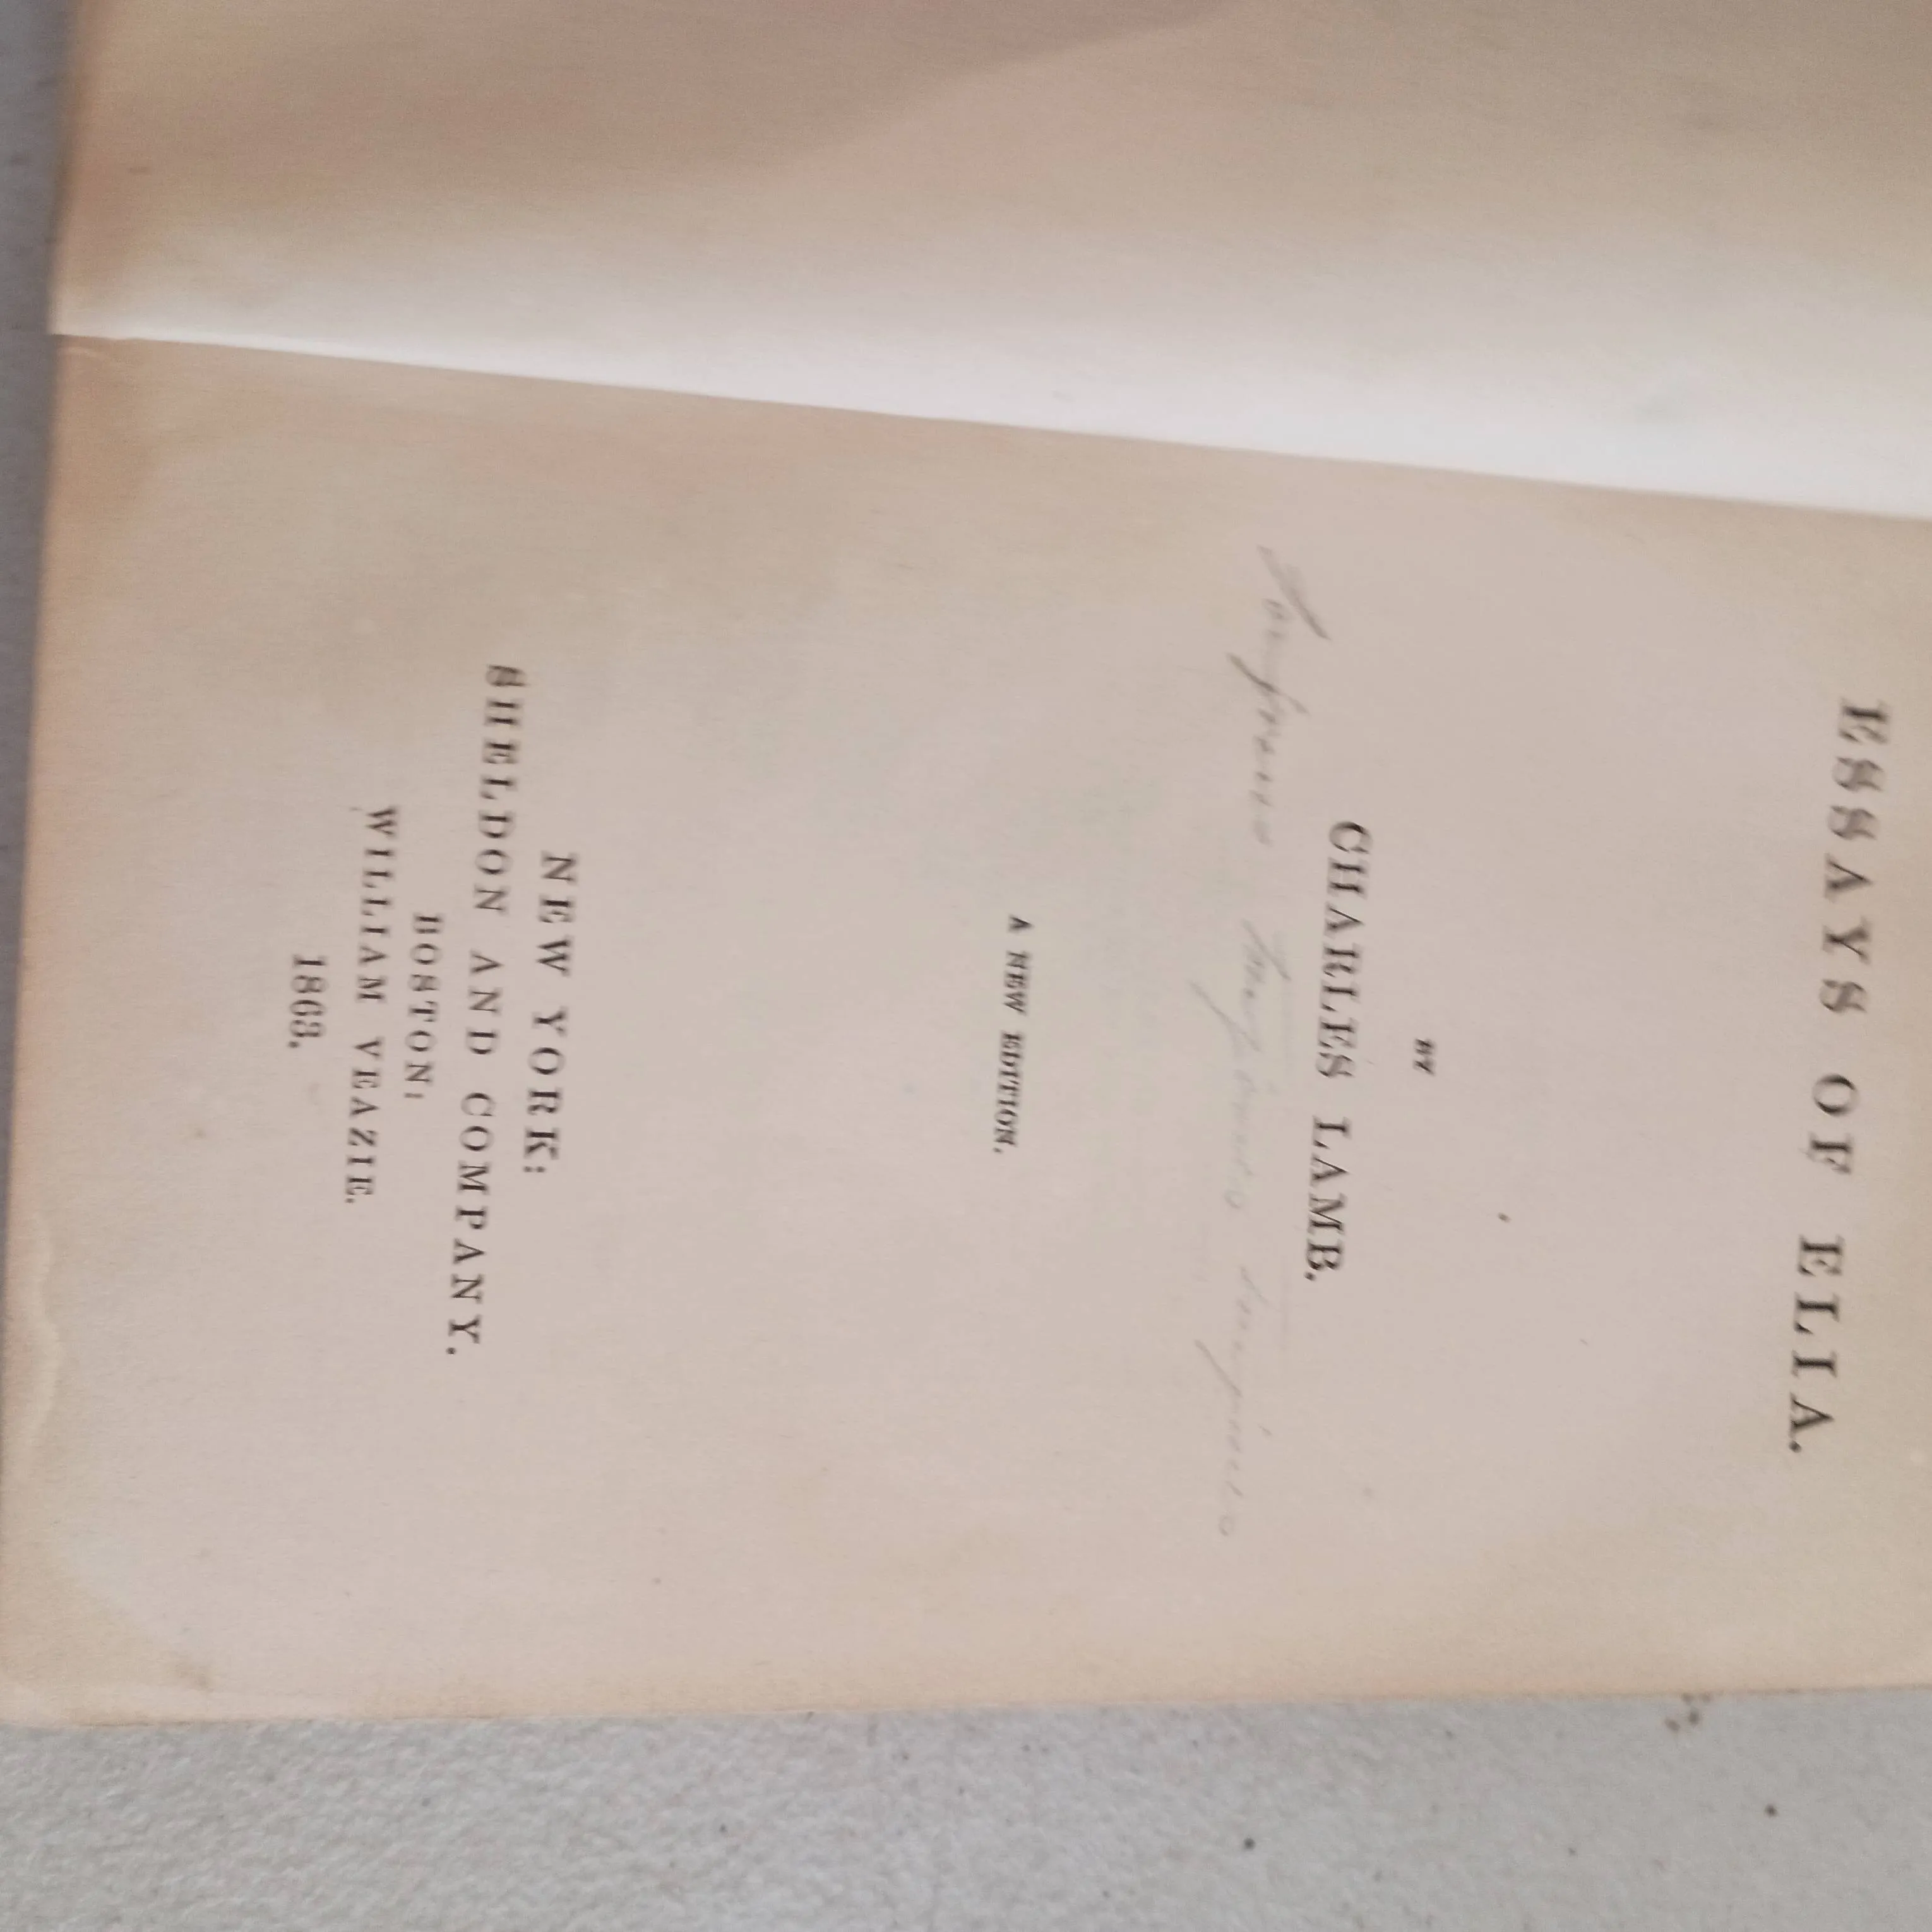 ESSAYS OF ELIA.
BY
CHARLES LAMB.
A NEW EDITION.
NEW YORK:
SHELDON AND COMPANY.
BOSTON:
WILLIAM VEAZIE.
1863.